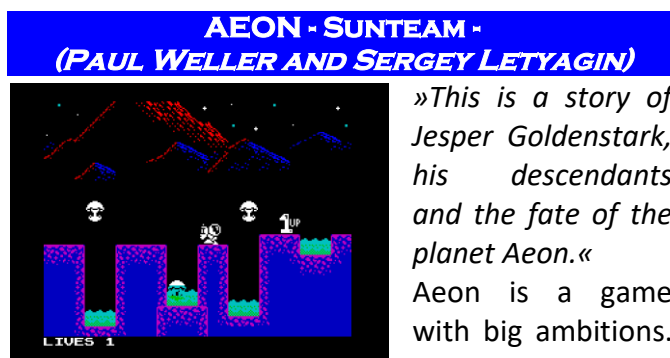 AEON - SUNTEAM -
(PAUL WELLER AND SERGEY LETYAGIN)
»This is a story of
Jesper Goldenstark,
his descendants
and the fate of the
planet Aeon.«
Aeon is a game
with big ambitions.
1UP
LIVES 1